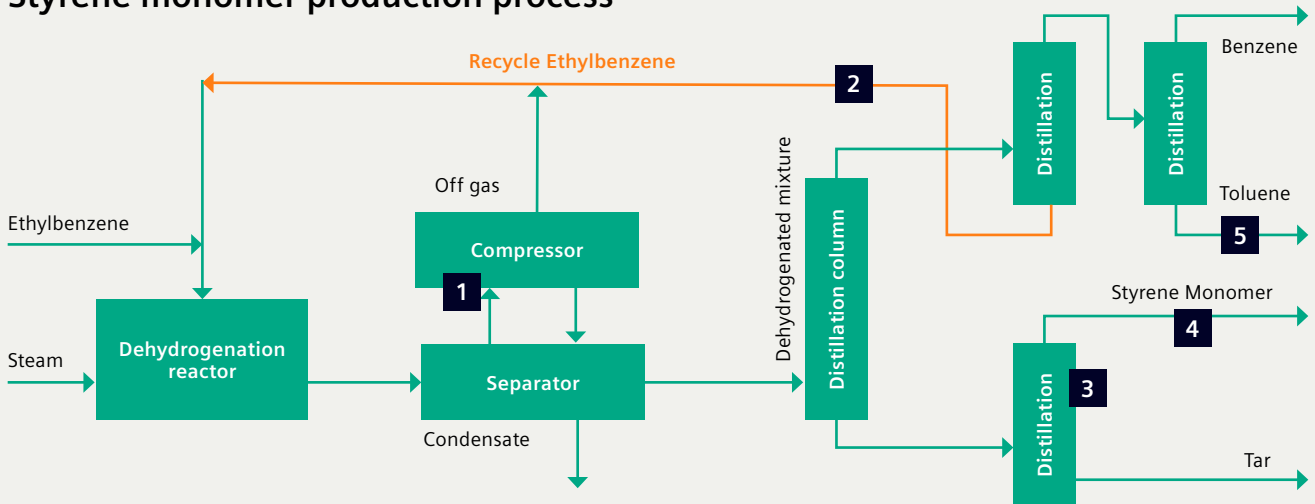 Styrene monomer production process
Recycle Ethylbenzene
2
Benzene
Distillation
Distillation
Dehydrogenated mixture
Off gas
Toluene
5
Ethylbenzene
Compressor
1
Distillation column
Styrene Monomer
4
Steam
Dehydrogenation
reactor
Separator
3
Distillation
Condensate
Tar